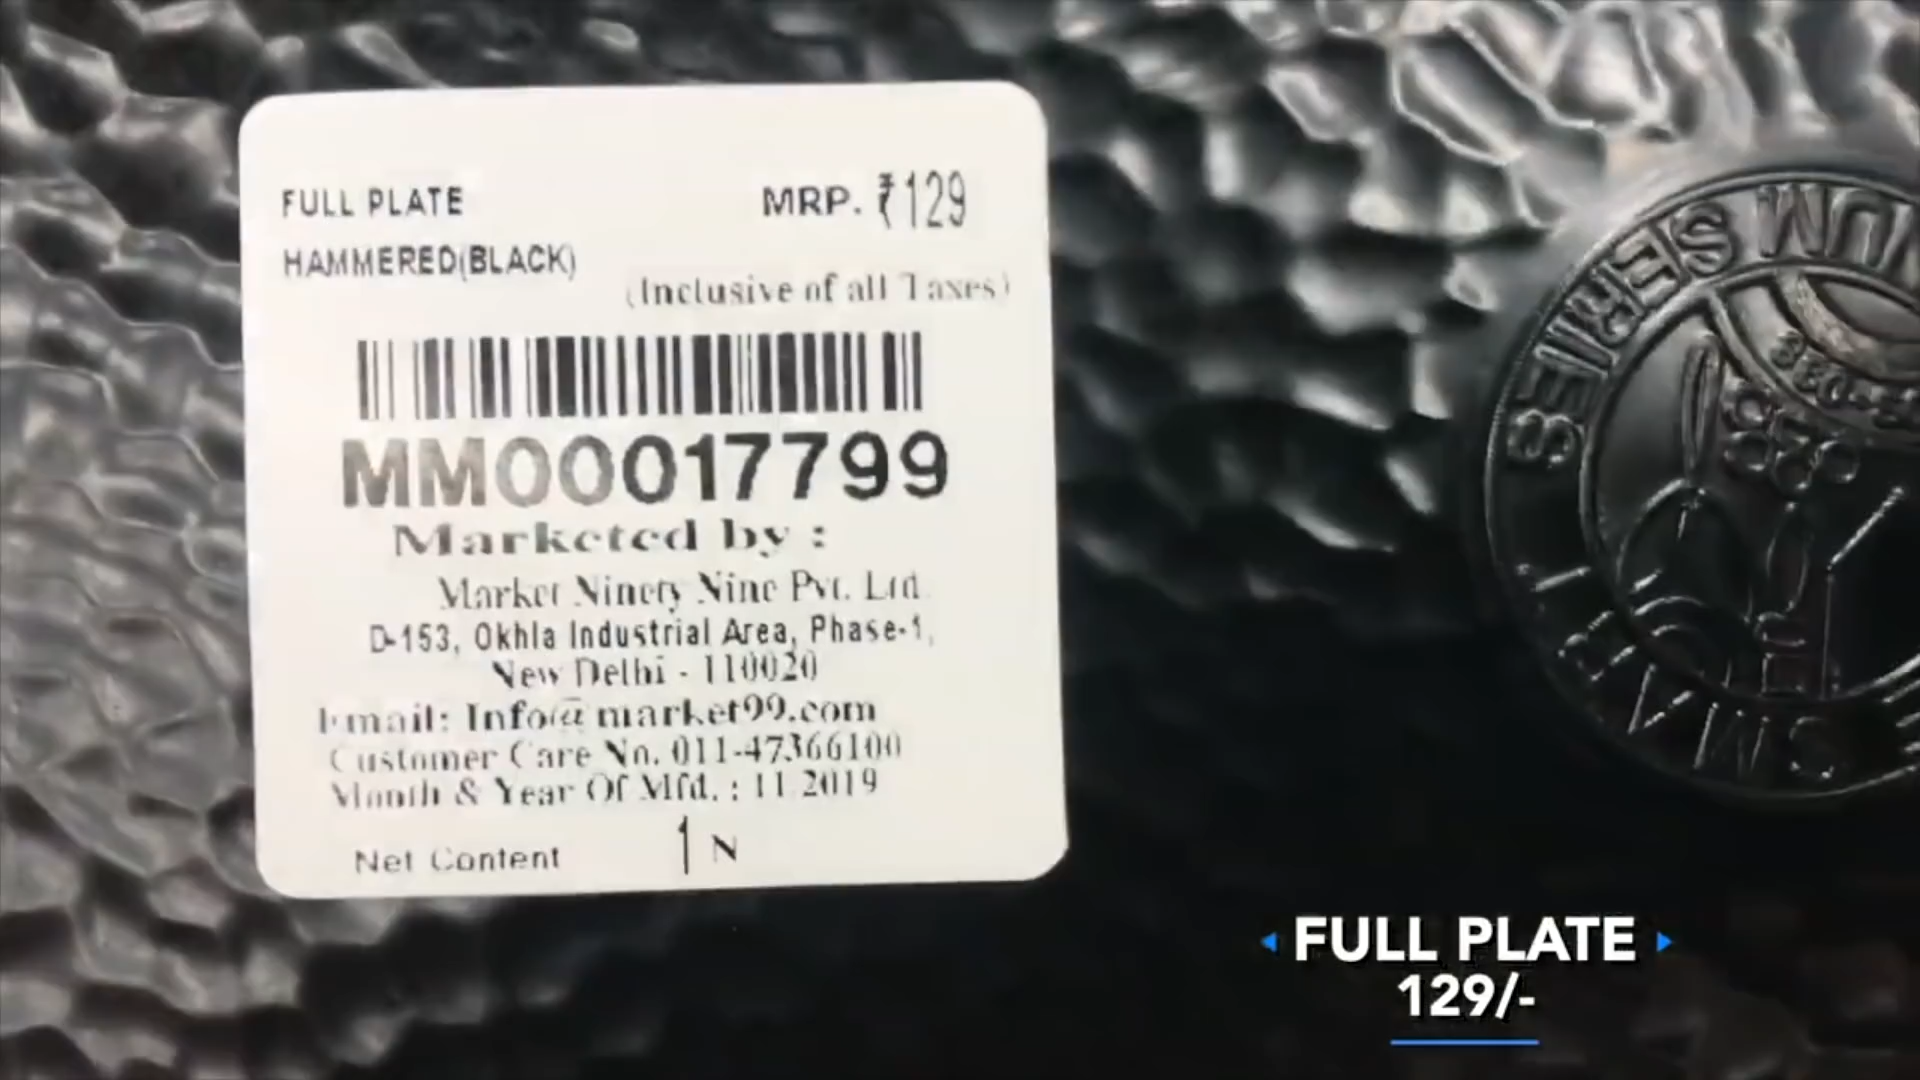 FULL PLATE
MRP. ₹129
HAMMERED(BLACK)
(Inclusive of all Taxes)
MM00017799
Marketed by :
Market Ninety Nine Pvt. Ltd.
D-153, Okhla Industrial Area, Phase-1,
New Delhi - 110020
Email: Info@market99.com
Customer Care No. 011-47366100
Month & Year Of Mfd. : 11.2019
Net Content 1 N
SERIES
FULL PLATE
129/-